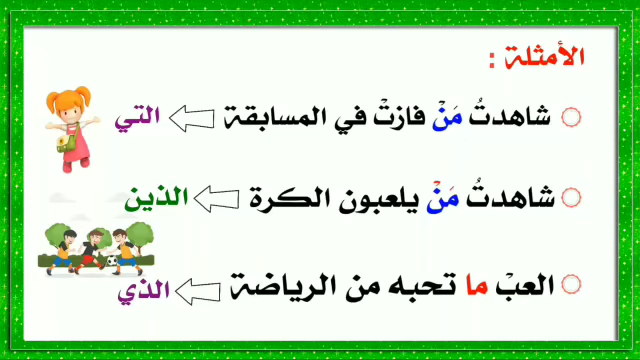 الأمثلة :
شاهدتُ مَنْ فازتْ في المسابقة التي
شاهدتُ مَنْ يلعبون الكرة الذين
العبْ ما تحبه من الرياضة الذي